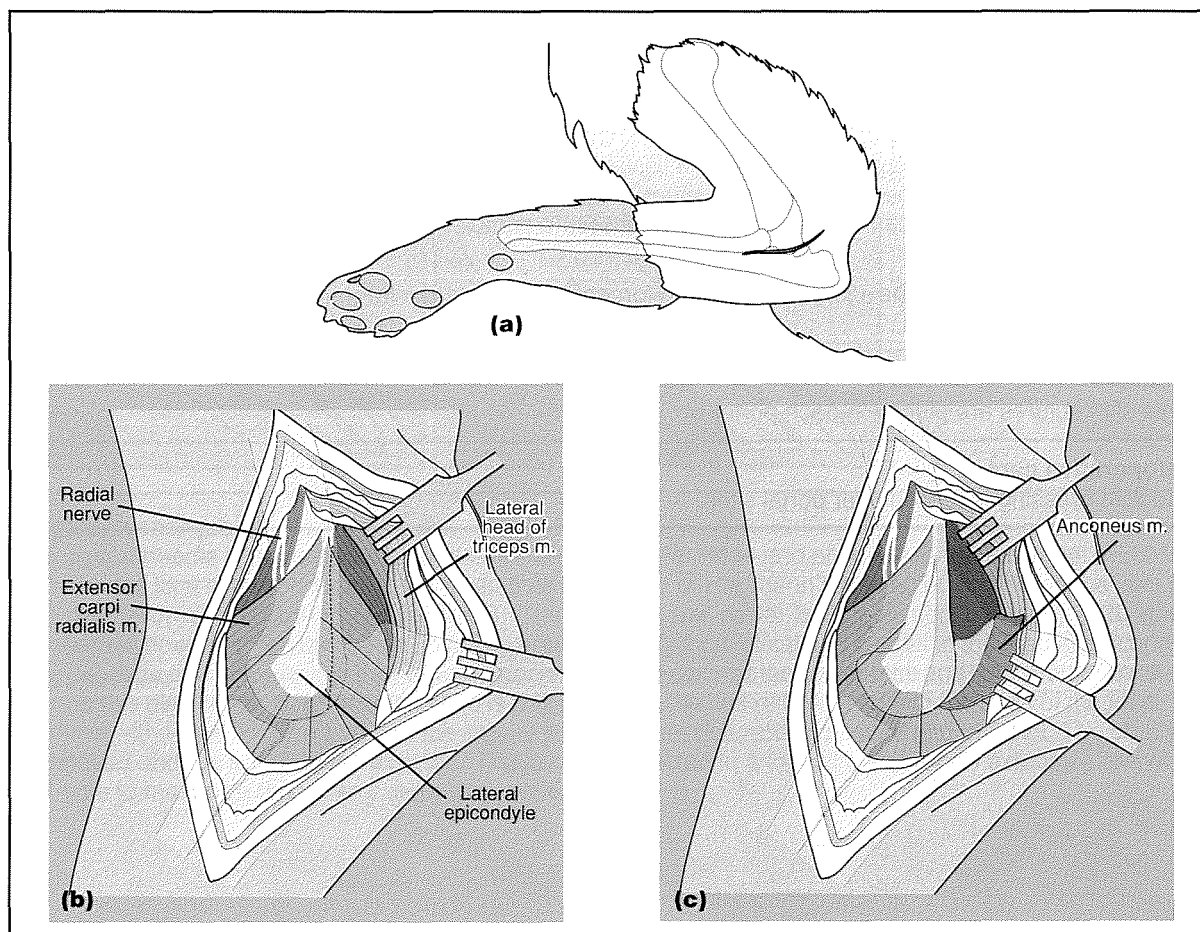 (a)
Radial
nerve
Extensor
carpi
radialis m.
Lateral
head of
triceps m.
Lateral
epicondyle
(b)
Anconeus m.
(c)